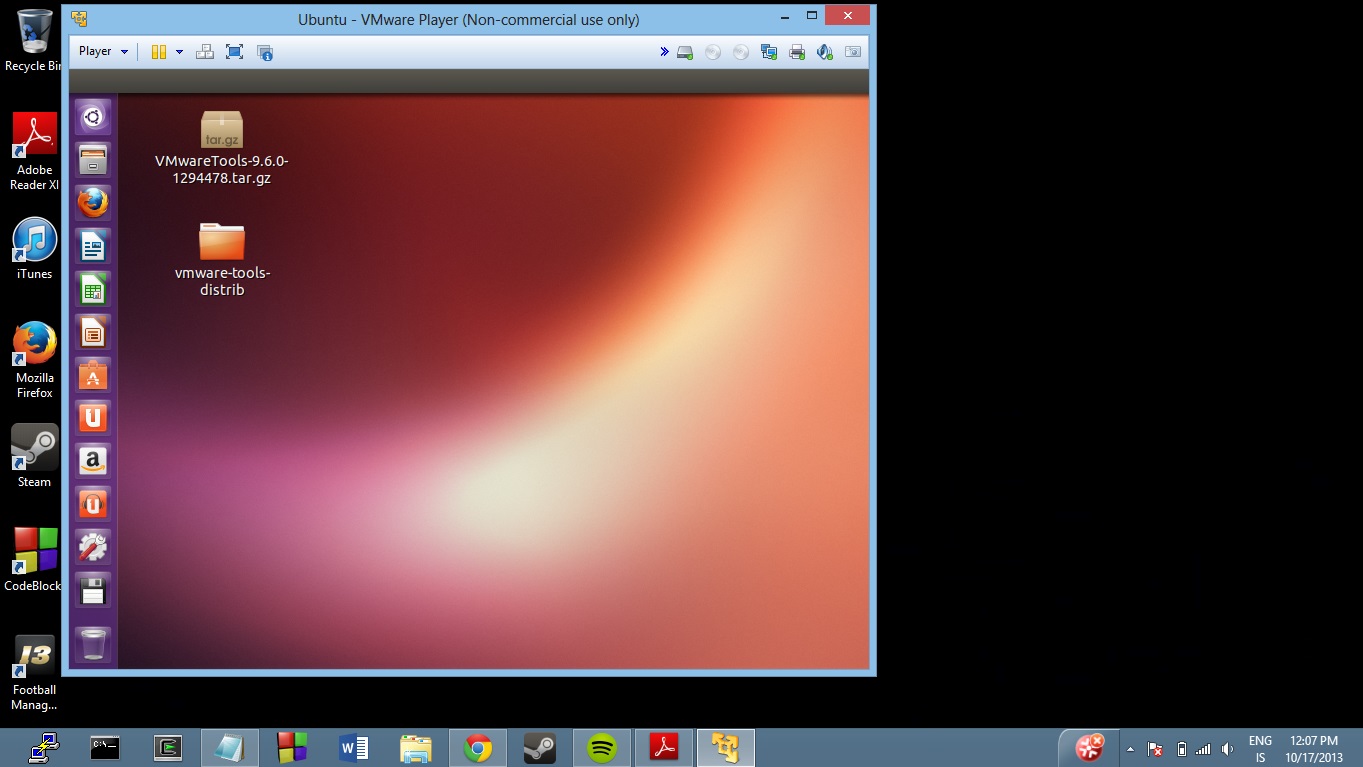 Ubuntu - VMware Player (Non-commercial use only)
Player
Recycle Bin
Adobe
Reader XI
iTunes
Mozilla
Firefox
Steam
CodeBlock
Football
Manag...
tar.gz
VMwareTools-9.6.0-
1294478.tar.gz
vmware-tools-
distrib
C:\._
ENG
IS
12:07 PM
10/17/2013